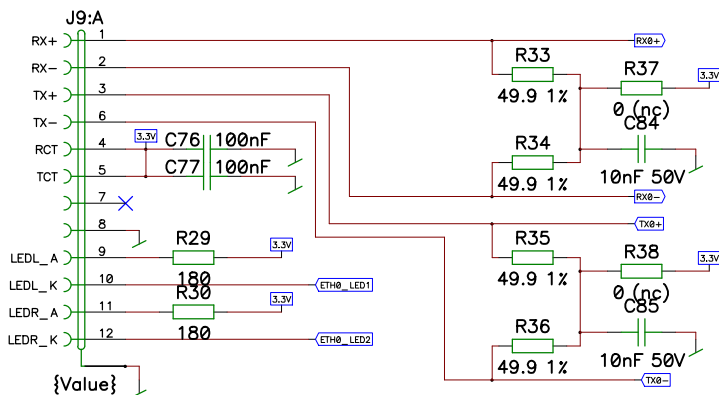 J9:A
RX+ 1 RX0+
R33
RX- 2 R37 3.3V
TX+ 3 49.9 1% 0 (nc)
TX- 6 C84
3.3V R34
RCT 4 C76 100nF
TCT 5 C77 100nF 49.9 1% 10nF 50V
7 RX0-
8 TX0+
R29 3.3V R35
LEDL_A 9 R38 3.3V
180 49.9 1%
LEDL_K 10 ETH0_LED1 0 (nc)
R30 3.3V
LEDR_A 11 C85
R36
180
LEDR_K 12 ETH0_LED2
49.9 1% 10nF 50V
{Value} TX0-